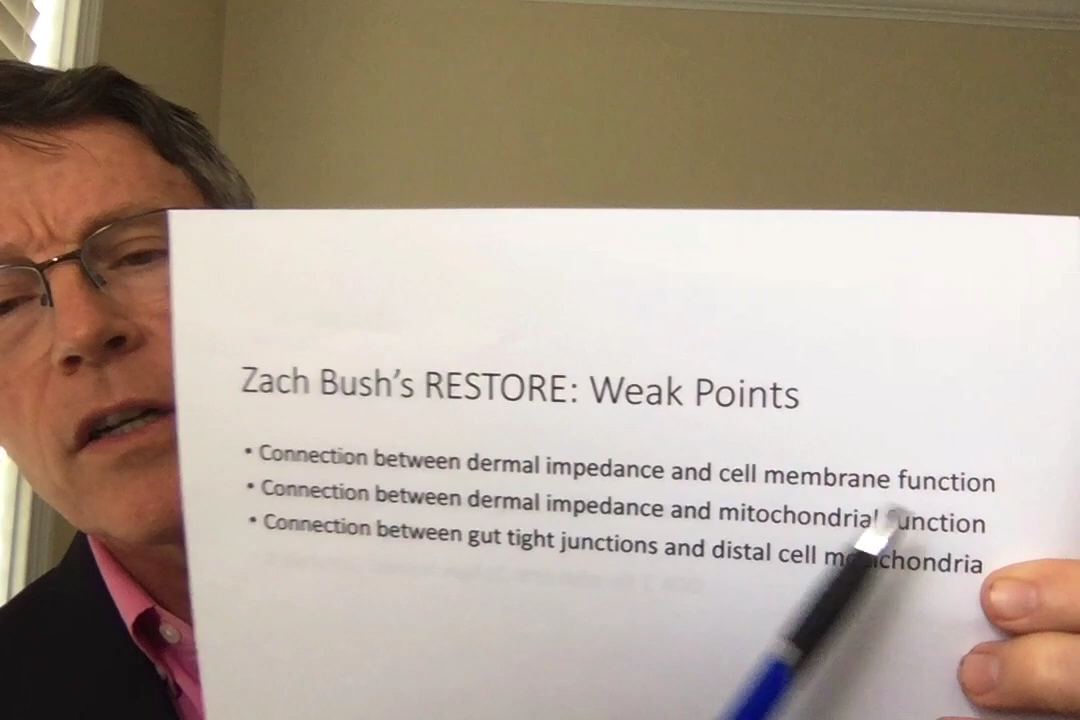 Zach Bush's RESTORE: Weak Points
• Connection between dermal impedance and cell membrane function
• Connection between dermal impedance and mitochondrial function
• Connection between gut tight junctions and distal cell mitochondria